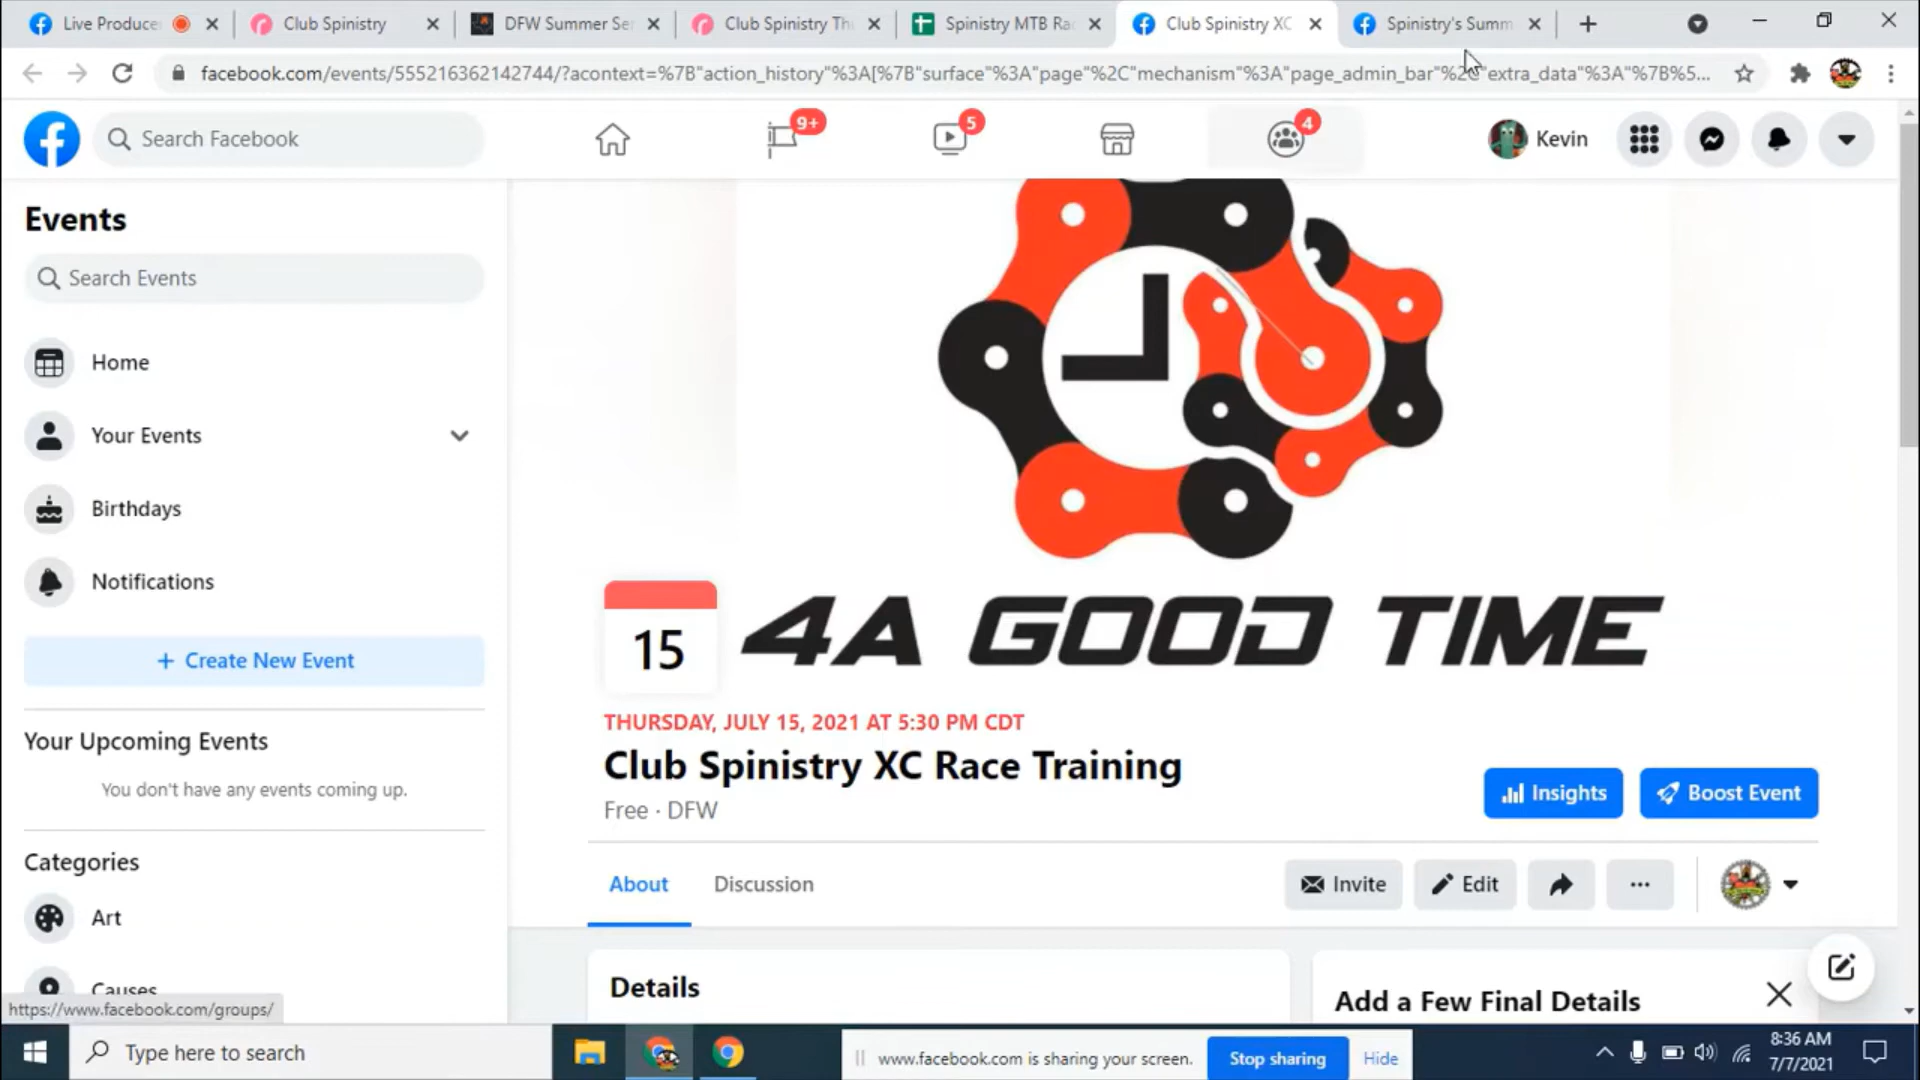 Live Produce
Club Spinistry
DFW Summer Ser
Club Spinistry Th
Spinistry MTB Ra
Club Spinistry XC
Spinistry's Summ
facebook.com/events/555216362142744/?acontext=%7B"action_history"%3A[%7B"surface"%3A"page"%2C"mechanism"%3A"page_admin_bar"%2C"extra_data"%3A"%7B%5...
Search Facebook
9+
5
4
Kevin
Events
Search Events
Home
Your Events
Birthdays
Notifications
+ Create New Event
Your Upcoming Events
You don't have any events coming up.
Categories
Art
Causes
https://www.facebook.com/groups/
4A GOOD TIME
15
THURSDAY, JULY 15, 2021 AT 5:30 PM CDT
Club Spinistry XC Race Training
Free · DFW
Insights
Boost Event
About
Discussion
Invite
Edit
Details
Add a Few Final Details
Type here to search
www.facebook.com is sharing your screen.
Stop sharing
Hide
8:36 AM
7/7/2021